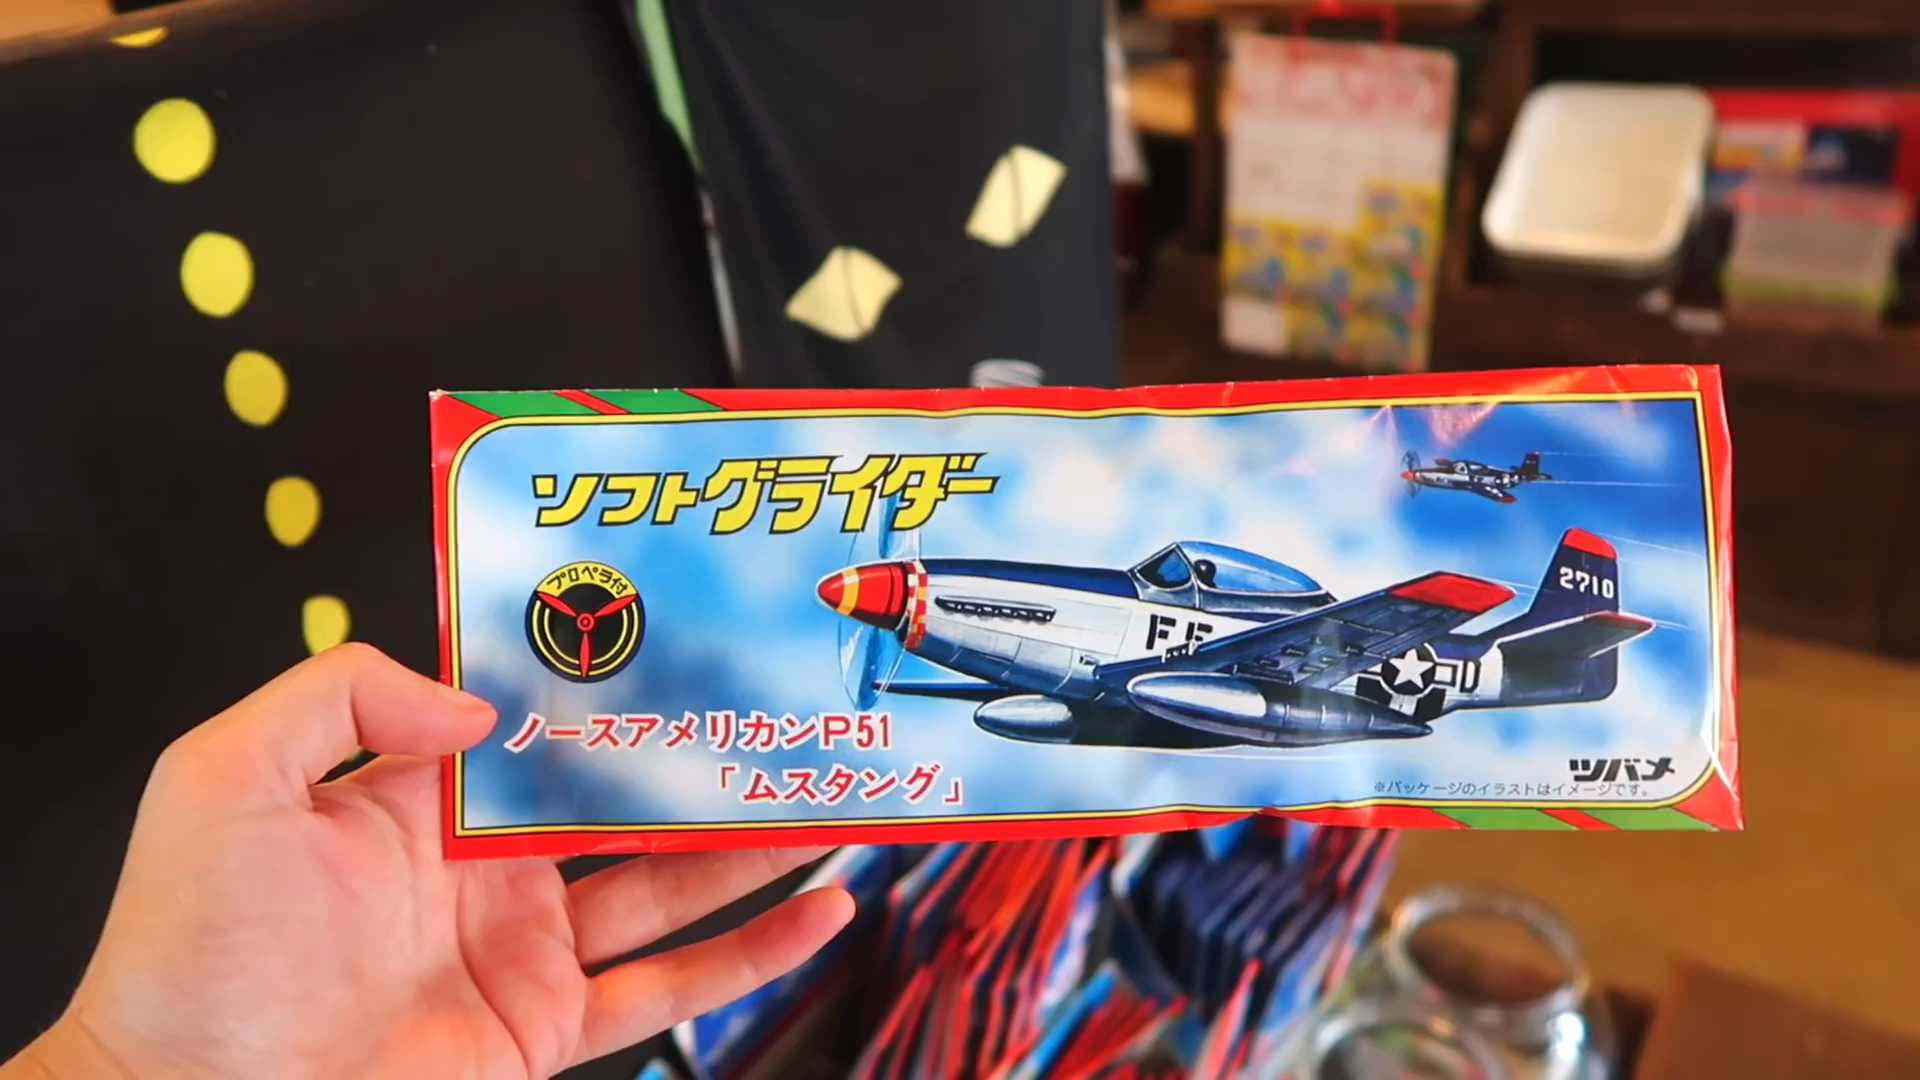 ソフトグライダー
プロペラ付
2710
FF
ノースアメリカンP51
「ムスタング」
ツバメ
※パッケージのイラストはイメージです。